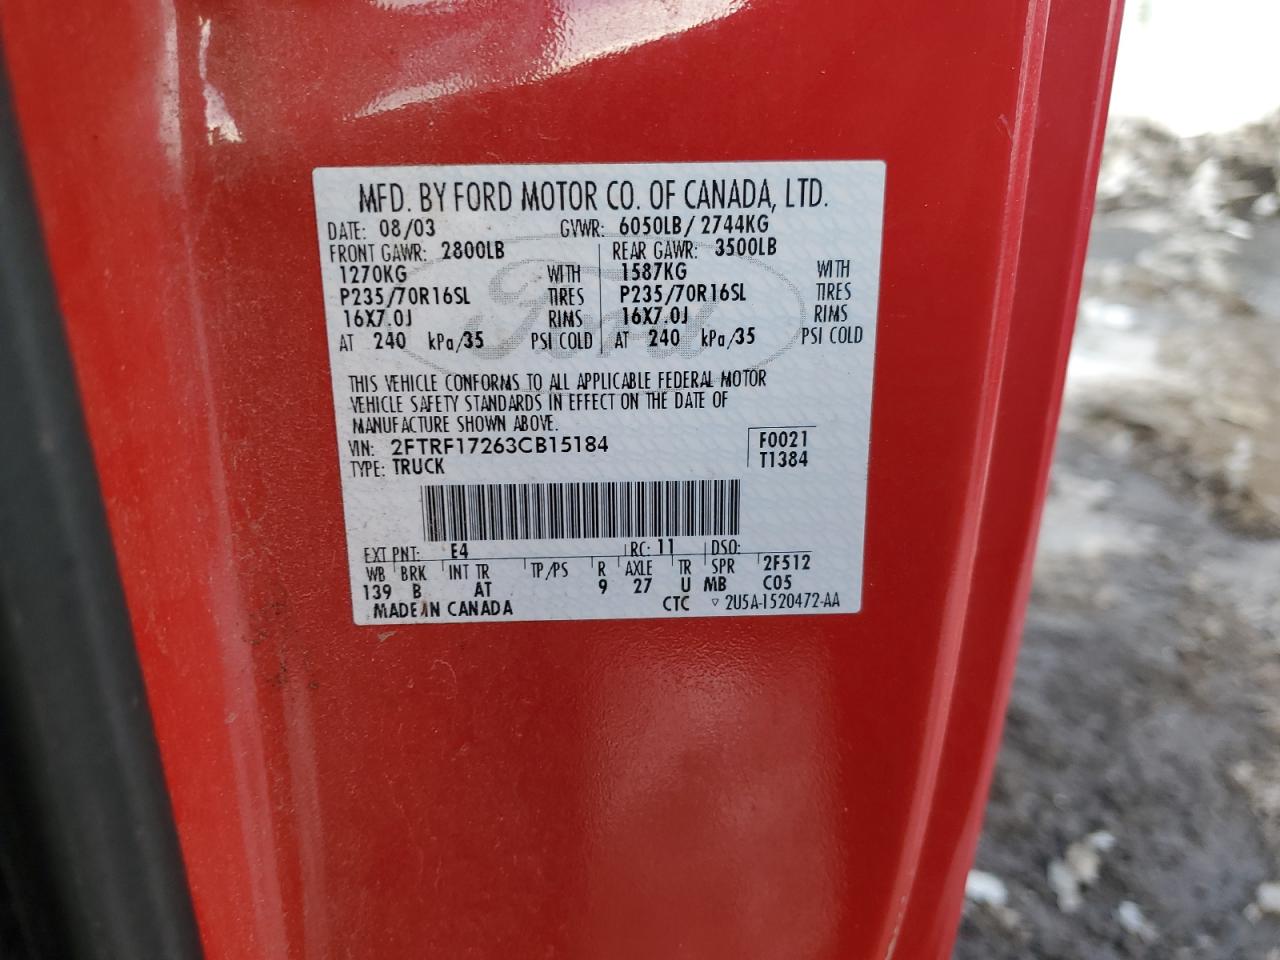 MFD. BY FORD MOTOR CO. OF CANADA, LTD.
DATE: 08/03 GVWR: 6050LB/ 2744KG
FRONT GAWR: 2800LB REAR GAWR: 3500LB
1270KG WITH 1587KG WITH
P235/70R16SL TIRES P235/70R16SL TIRES
16X7.0J RIMS 16X7.0J RIMS
AT 240 kPa/35 PSI COLD AT 240 kPa/35 PSI COLD
THIS VEHICLE CONFORMS TO ALL APPLICABLE FEDERAL MOTOR
VEHICLE SAFETY STANDARDS IN EFFECT ON THE DATE OF
MANUFACTURE SHOWN ABOVE.
VIN: 2FTRF17263CB15184 F0021
TYPE: TRUCK T1384
EXT PNT: E4 RC: 11 DSO:
WB BRK INT TR TP/PS R AXLE TR SPR 2F512
139 B AT 9 27 U MB C05
MADE IN CANADA CTC ▽ 2U5A-1520472-AA
Ford